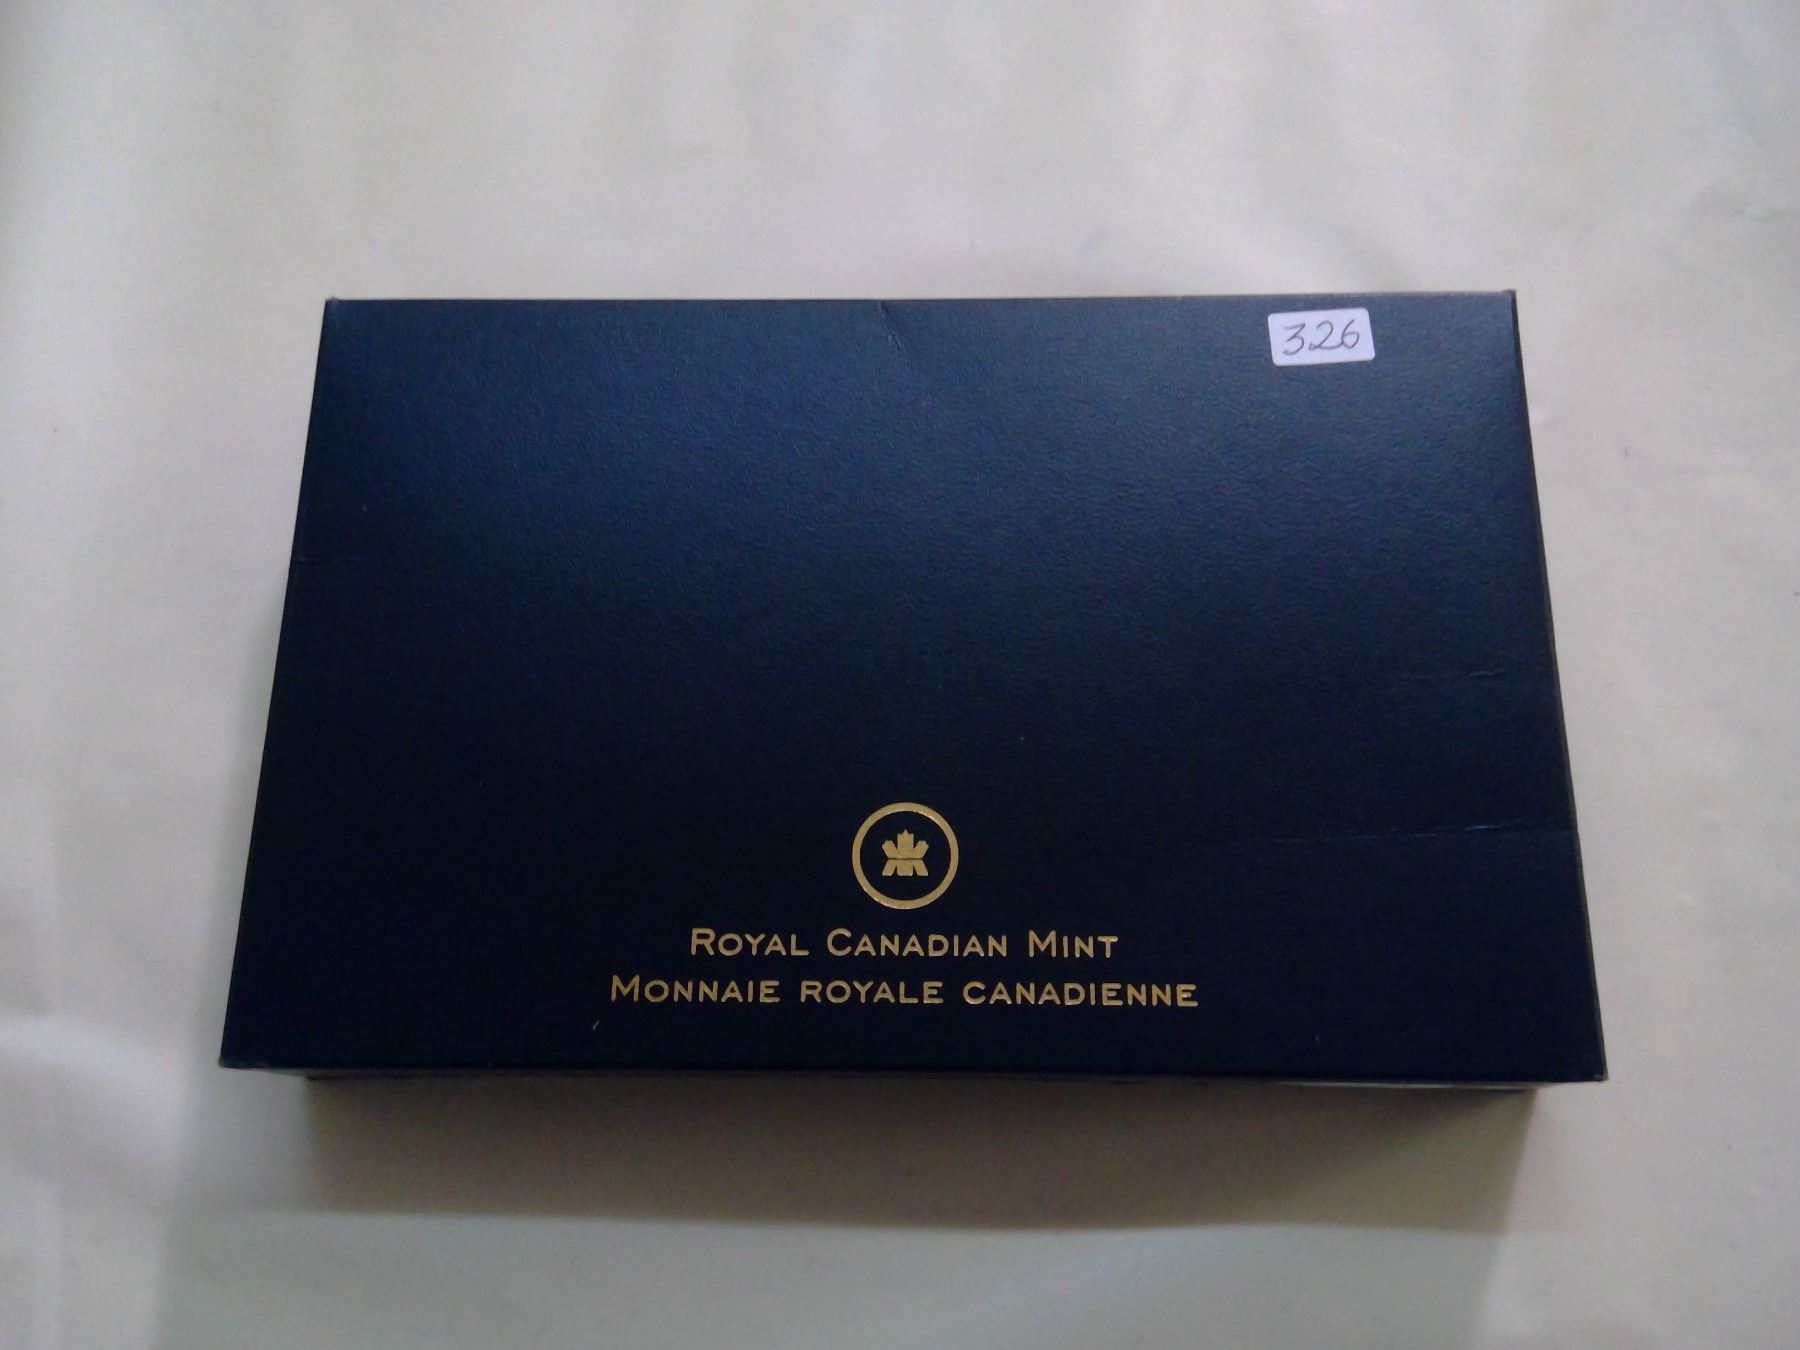 326
ROYAL CANADIAN MINT
MONNAIE ROYALE CANADIENNE